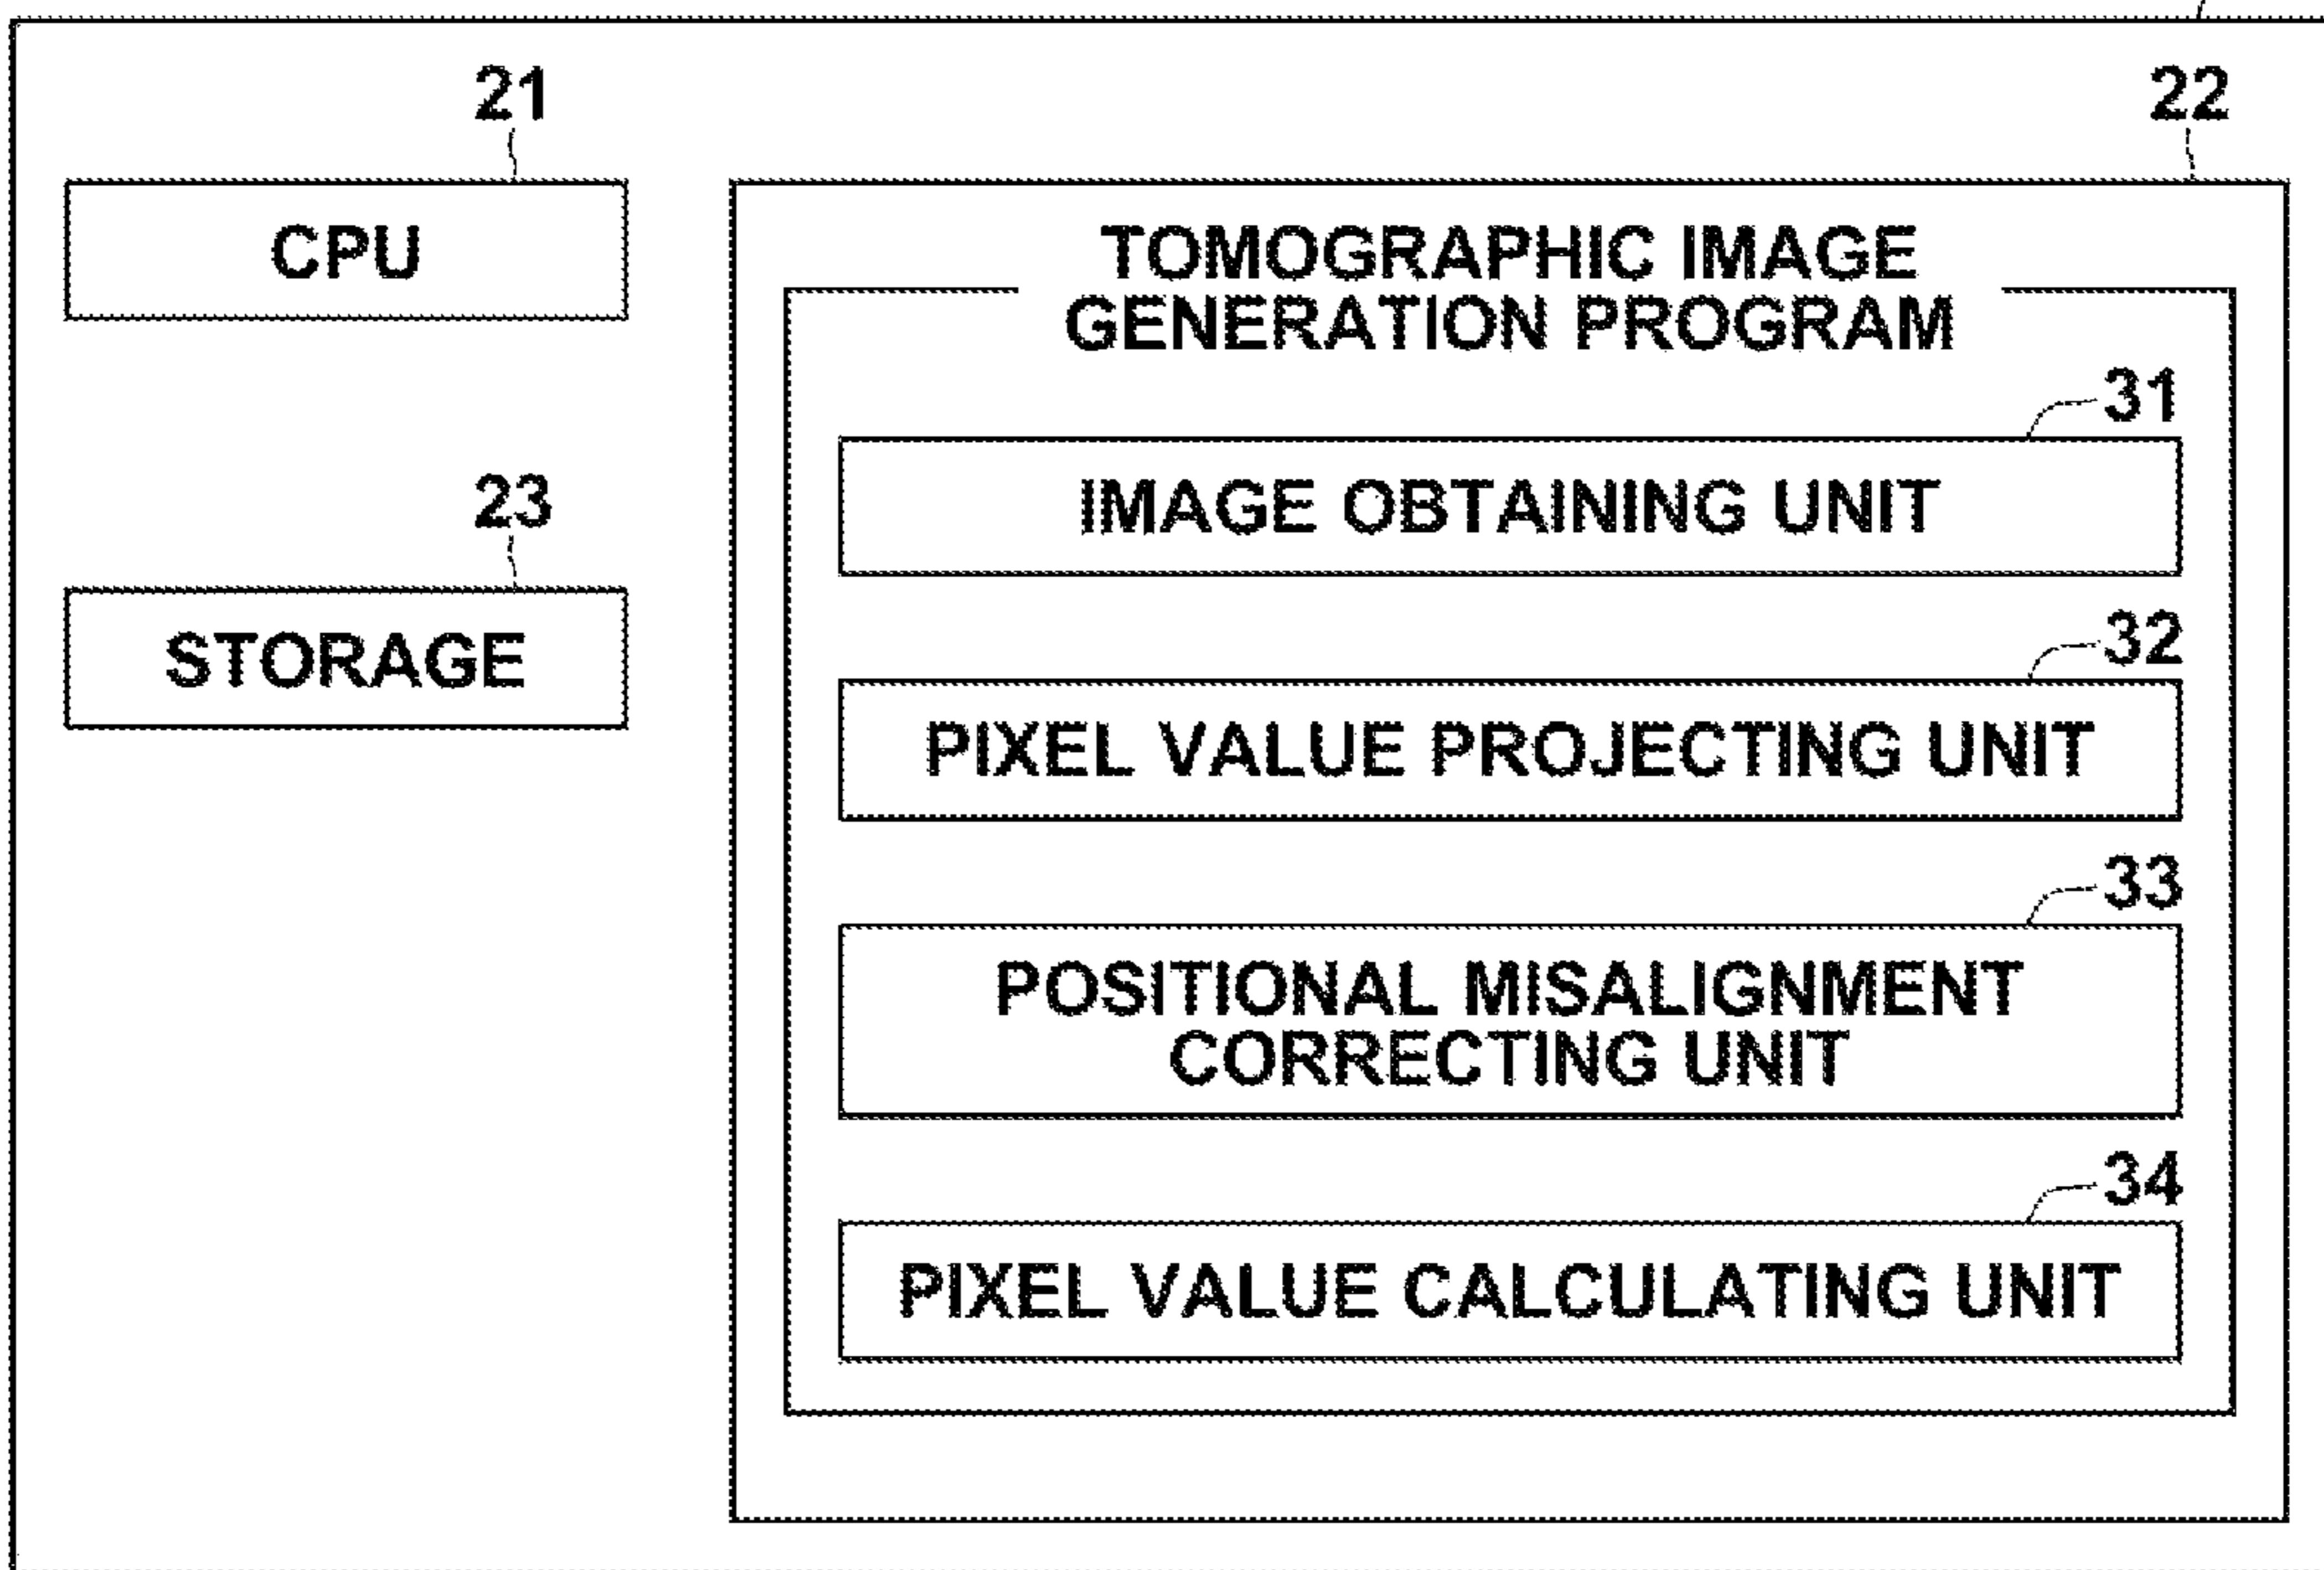 21
22
CPU
TOMOGRAPHIC IMAGE
GENERATION PROGRAM
31
IMAGE OBTAINING UNIT
23
STORAGE
32
PIXEL VALUE PROJECTING UNIT
33
POSITIONAL MISALIGNMENT
CORRECTING UNIT
34
PIXEL VALUE CALCULATING UNIT